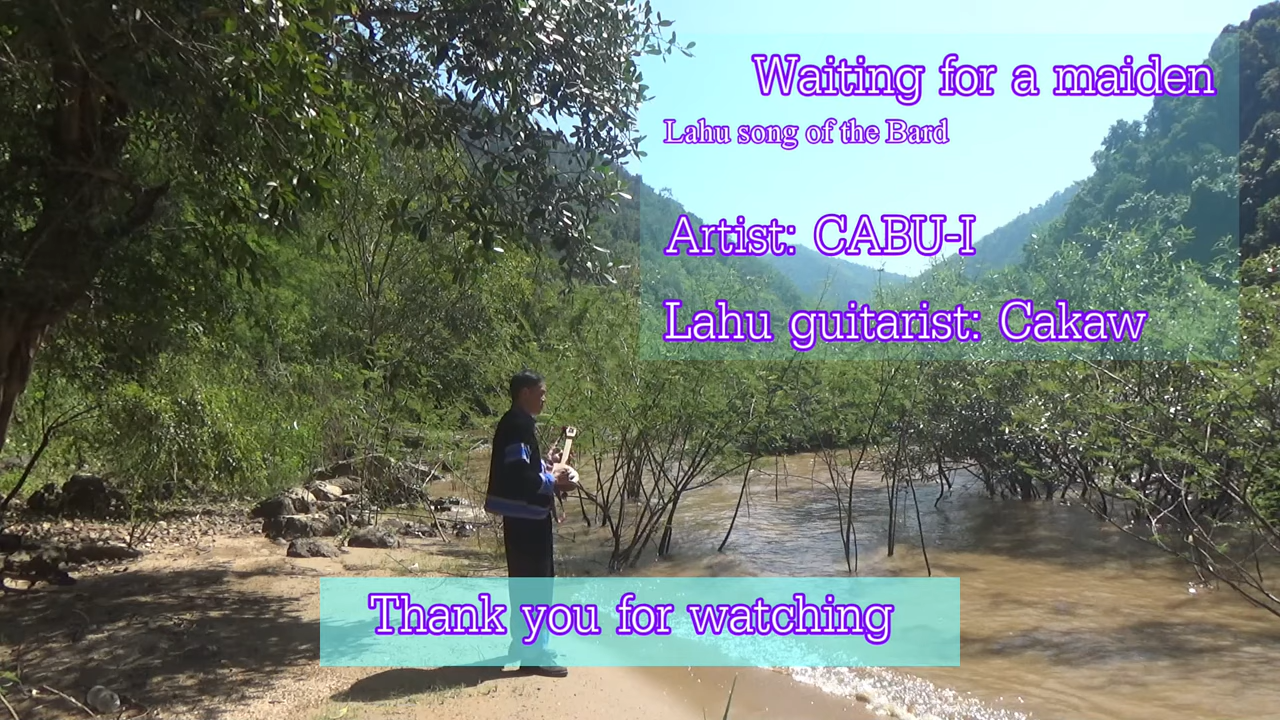 Waiting for a maiden
Lahu song of the Bard
Artist: CABU-I
Lahu guitarist: Cakaw
Thank you for watching